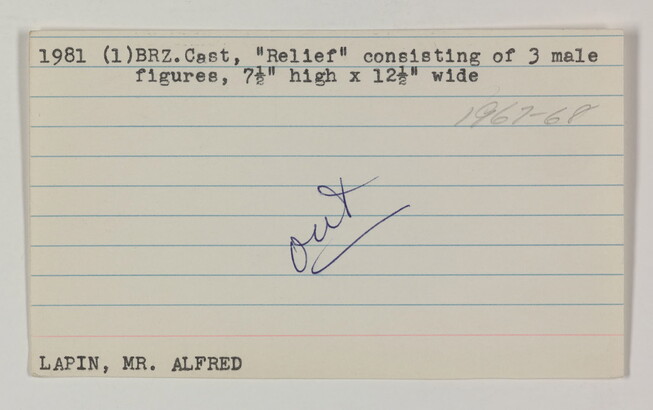 1981 (1)BRZ.Cast, "Relief" consisting of 3 male
figures, 7½" high x 12½" wide
1967-68
out
LAPIN, MR. ALFRED